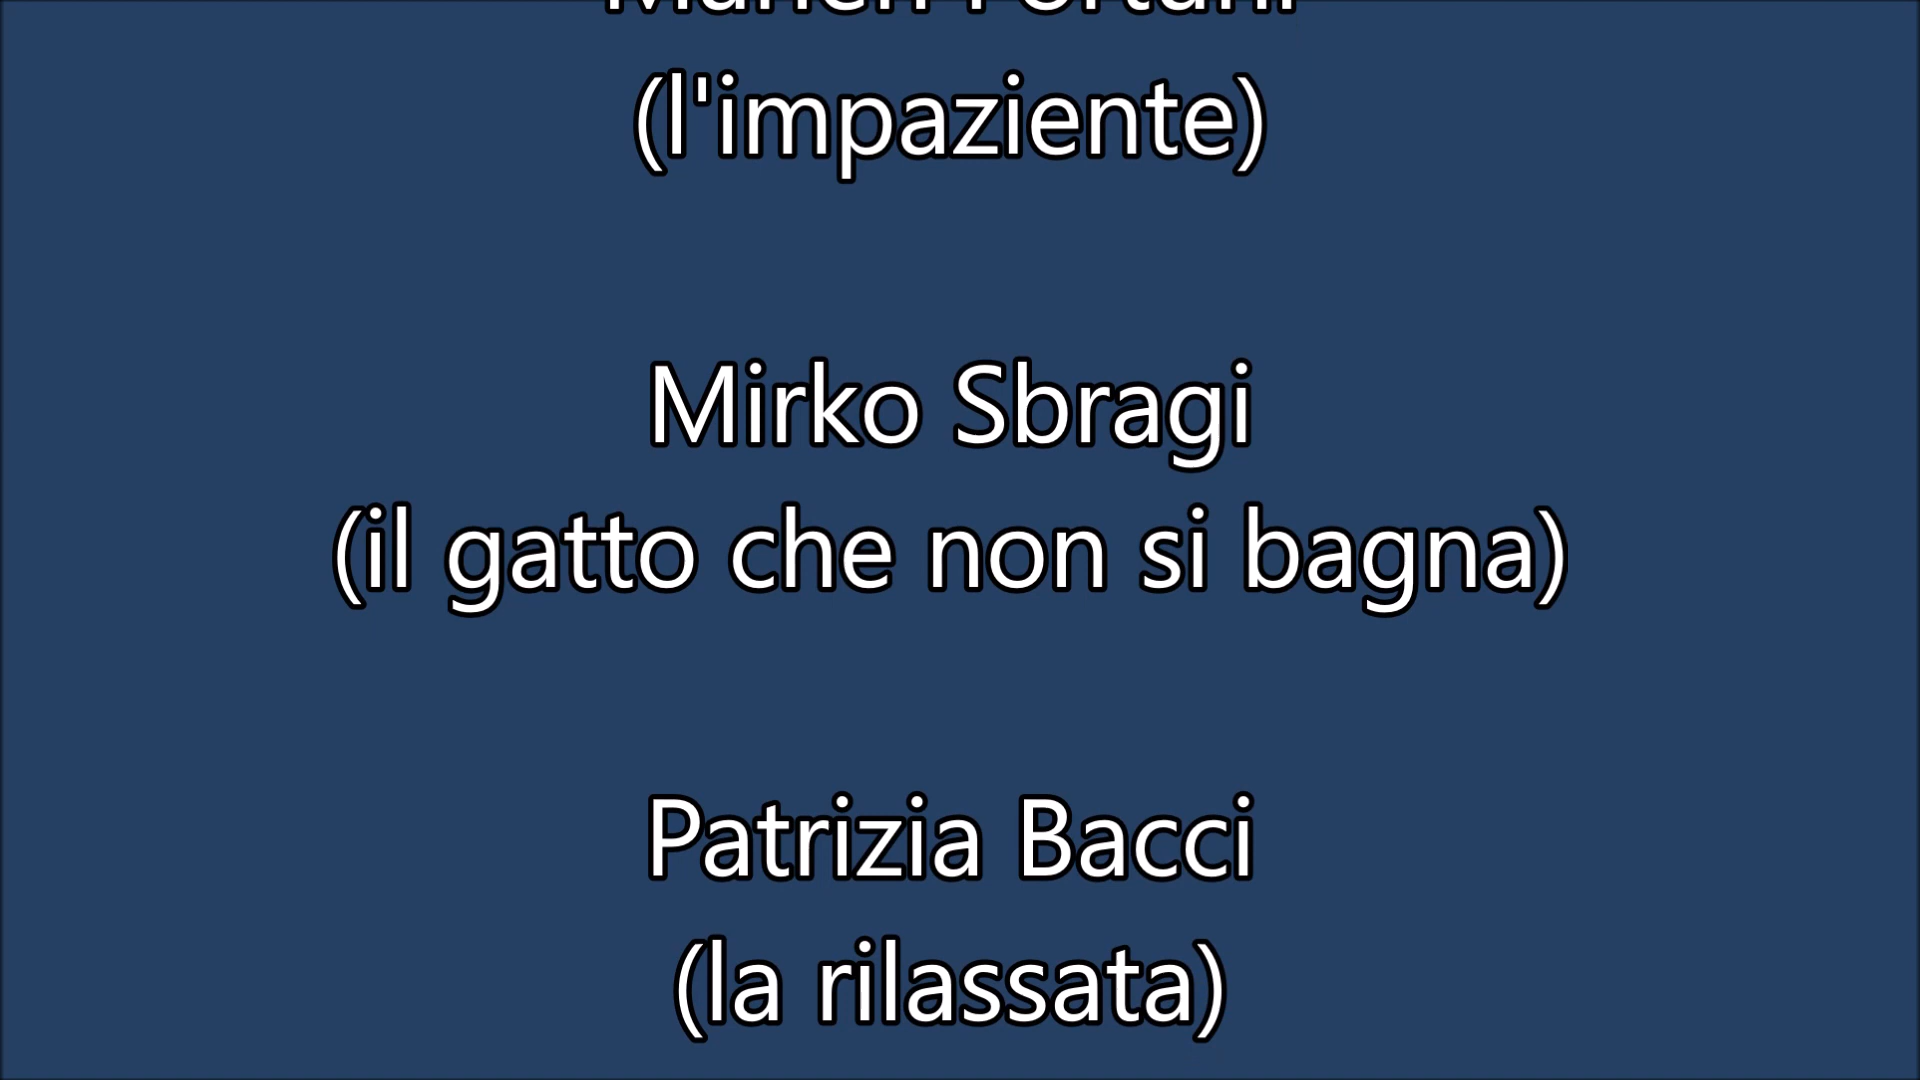 (l'impaziente)
Mirko Sbragi
(il gatto che non si bagna)
Patrizia Bacci
(la rilassata)